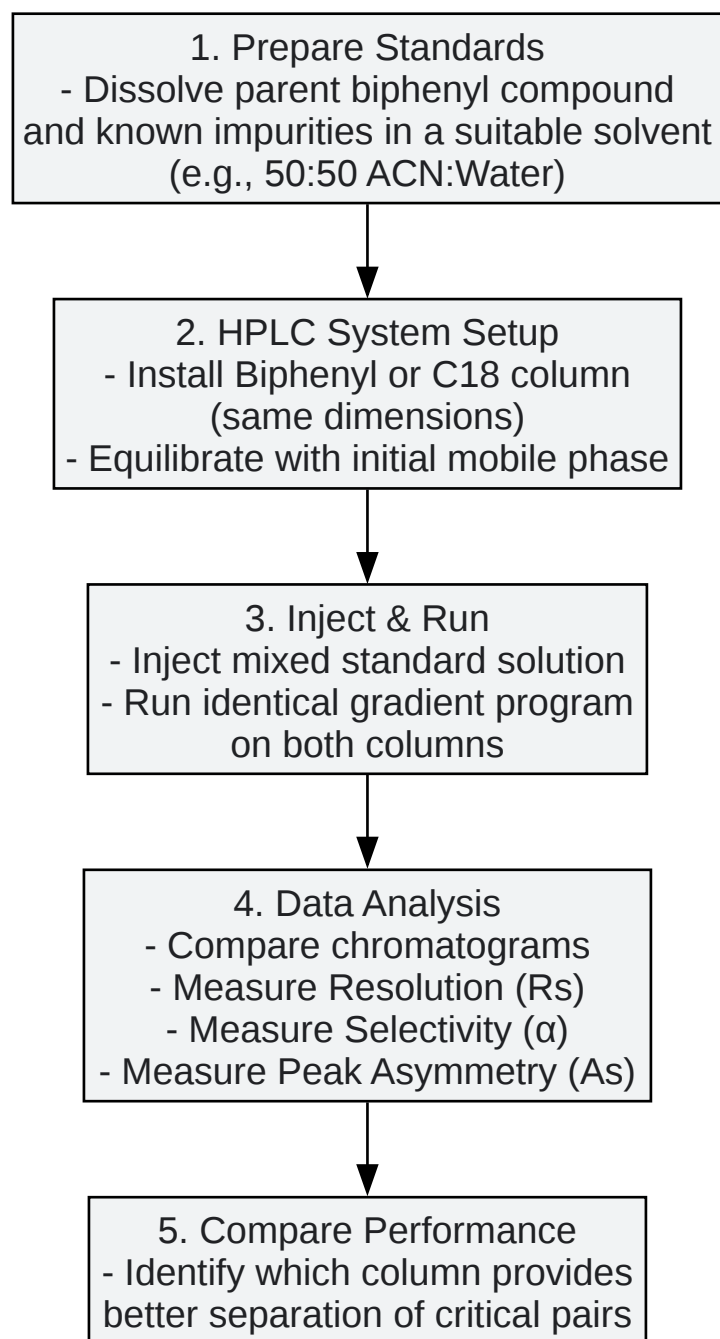 1. Prepare Standards
- Dissolve parent biphenyl compound
and known impurities in a suitable solvent
(e.g., 50:50 ACN:Water)
2. HPLC System Setup
- Install Biphenyl or C18 column
(same dimensions)
- Equilibrate with initial mobile phase
3. Inject & Run
- Inject mixed standard solution
- Run identical gradient program
on both columns
4. Data Analysis
- Compare chromatograms
- Measure Resolution (Rs)
- Measure Selectivity (α)
- Measure Peak Asymmetry (As)
5. Compare Performance
- Identify which column provides
better separation of critical pairs